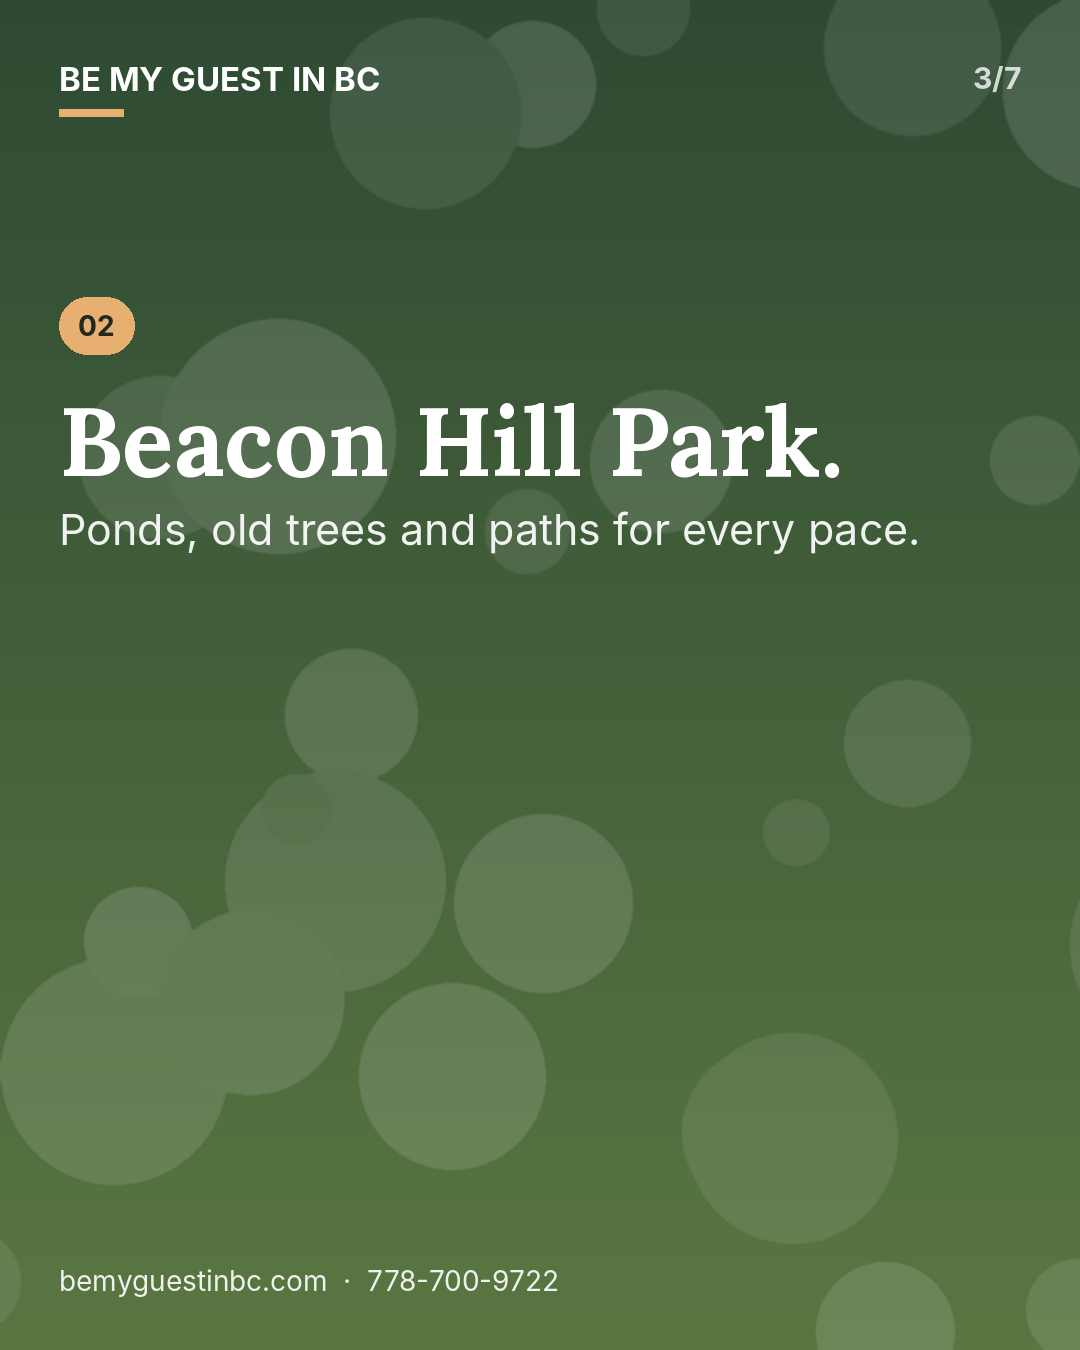 BE MY GUEST IN BC
3/7
02
Beacon Hill Park.
Ponds, old trees and paths for every pace.
bemyguestinbc.com · 778-700-9722